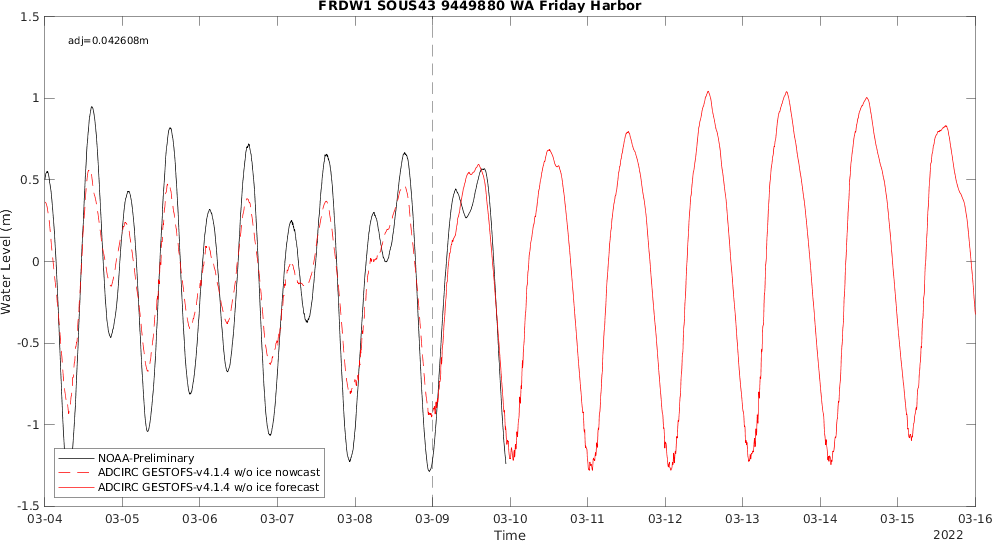 FRDW1 SOUS43 9449880 WA Friday Harbor
adj=0.042608m
1.5
1
0.5
0
-0.5
-1
-1.5
Water Level (m)
NOAA-Preliminary
ADCIRC GESTOFS-v4.1.4 w/o ice nowcast
ADCIRC GESTOFS-v4.1.4 w/o ice forecast
03-04 03-05 03-06 03-07 03-08 03-09 03-10 03-11 03-12 03-13 03-14 03-15 03-16
Time
2022